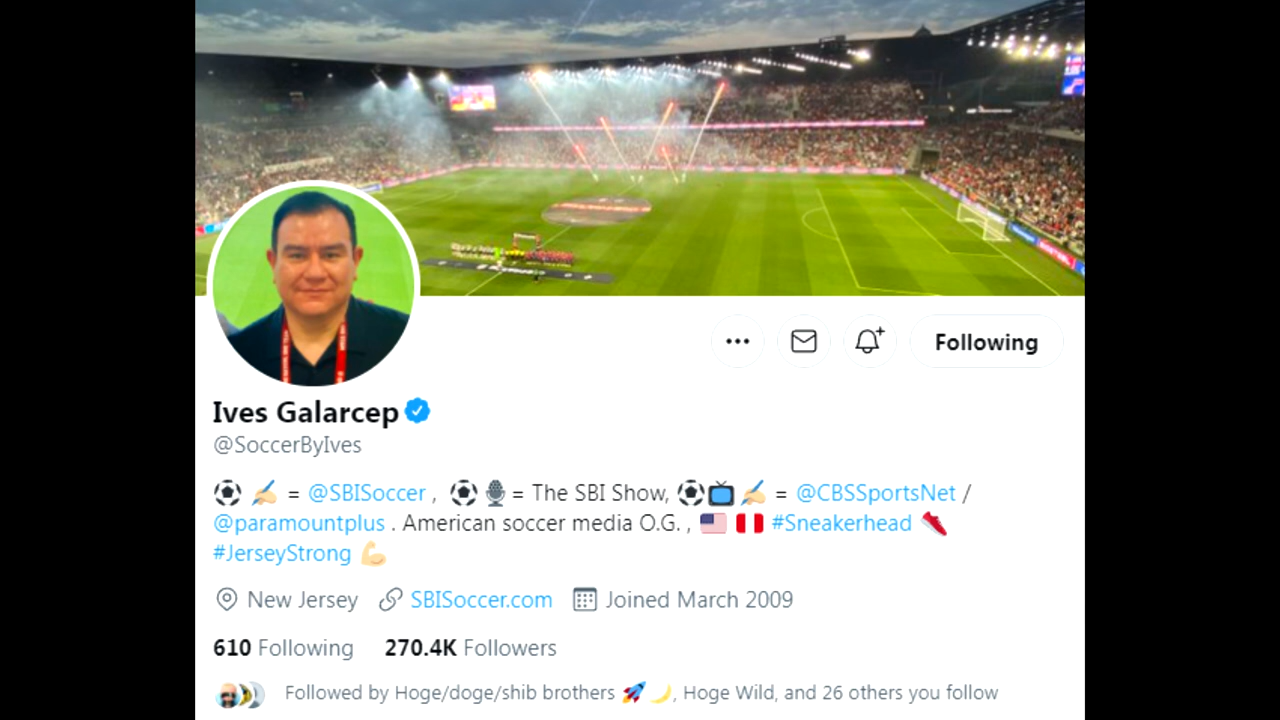 Following
Ives Galarcep
@SoccerByIves
⚽ ✍🏻 = @SBISoccer , ⚽🎙= The SBI Show, ⚽📺✍🏻 = @CBSSportsNet /
@paramountplus . American soccer media O.G. , 🇺🇸 🇵🇪 #Sneakerhead 👟
#JerseyStrong 💪🏻
New Jersey SBISoccer.com Joined March 2009
610 Following 270.4K Followers
Followed by Hoge/doge/shib brothers 🚀 🌙, Hoge Wild, and 26 others you follow